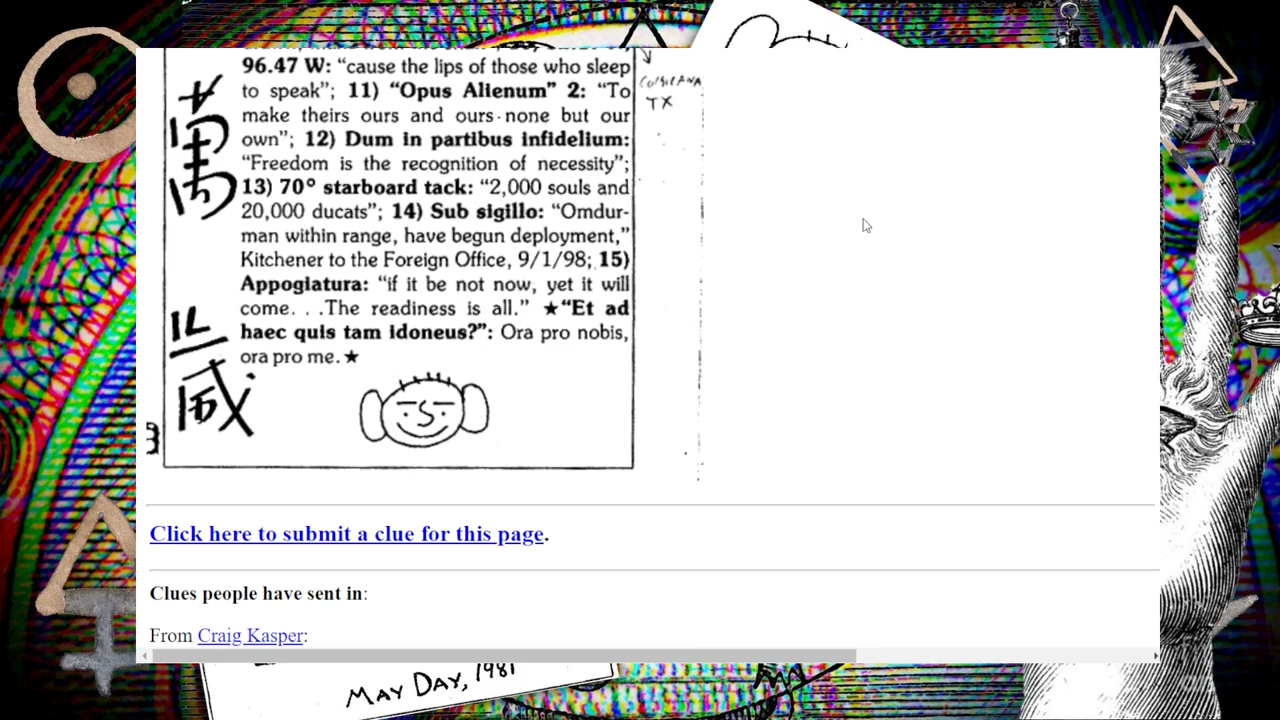 96.47 W: “cause the lips of those who sleep
to speak”; 11) “Opus Alienum” 2: “To
make theirs ours and ours none but our
own”; 12) Dum in partibus infidelium:
“Freedom is the recognition of necessity”;
13) 70° starboard tack: “2,000 souls and
20,000 ducats”; 14) Sub sigillo: “Omdur-
man within range, have begun deployment,”
Kitchener to the Foreign Office, 9/1/98; 15)
Appogiatura: “if it be not now, yet it will
come. . .The readiness is all.” ★“Et ad
haec quis tam idoneus?”: Ora pro nobis,
ora pro me.★
萬
CORSICANA
TX
Click here to submit a clue for this page.
Clues people have sent in:
From Craig Kasper:
MAY DAY, 1981